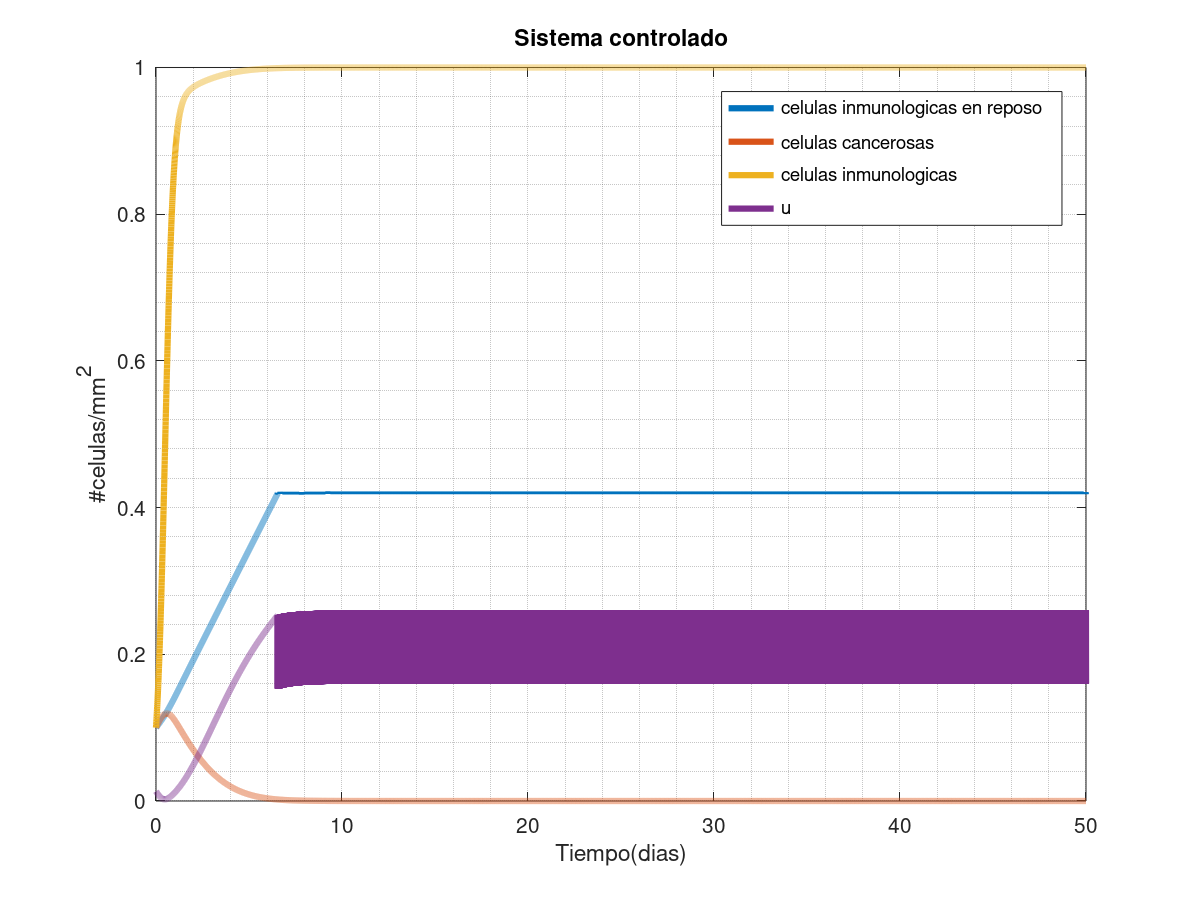 Sistema controlado
celulas inmunologicas en reposo
celulas cancerosas
celulas inmunologicas
u
#celulas/mm2
1
0.8
0.6
0.4
0.2
0
0 10 20 30 40 50
Tiempo(dias)